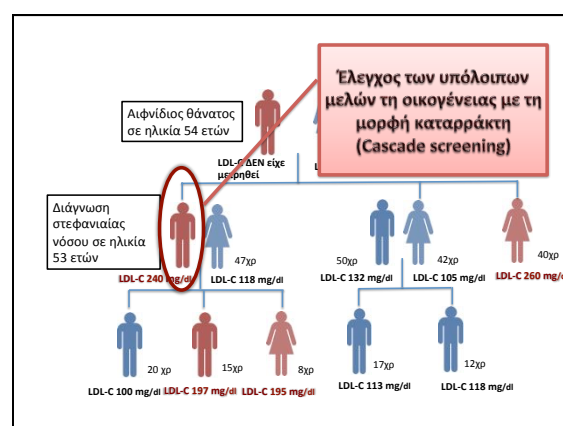 Έλεγχος των υπόλοιπων
μελών τη οικογένειας με τη
μορφή καταρράκτη
(Cascade screening)
Αιφνίδιος θάνατος
σε ηλικία 54 ετών
LDL-C ΔΕΝ είχε
μετρηθεί
Διάγνωση
στεφανιαίας
νόσου σε ηλικία
53 ετών
47χρ
50χρ
42χρ
40χρ
LDL-C 240 mg/dl
LDL-C 118 mg/dl
LDL-C 132 mg/dl
LDL-C 105 mg/dl
LDL-C 260 mg/dl
20 χρ
15χρ
8χρ
17χρ
12χρ
LDL-C 100 mg/dl
LDL-C 197 mg/dl
LDL-C 195 mg/dl
LDL-C 113 mg/dl
LDL-C 118 mg/dl